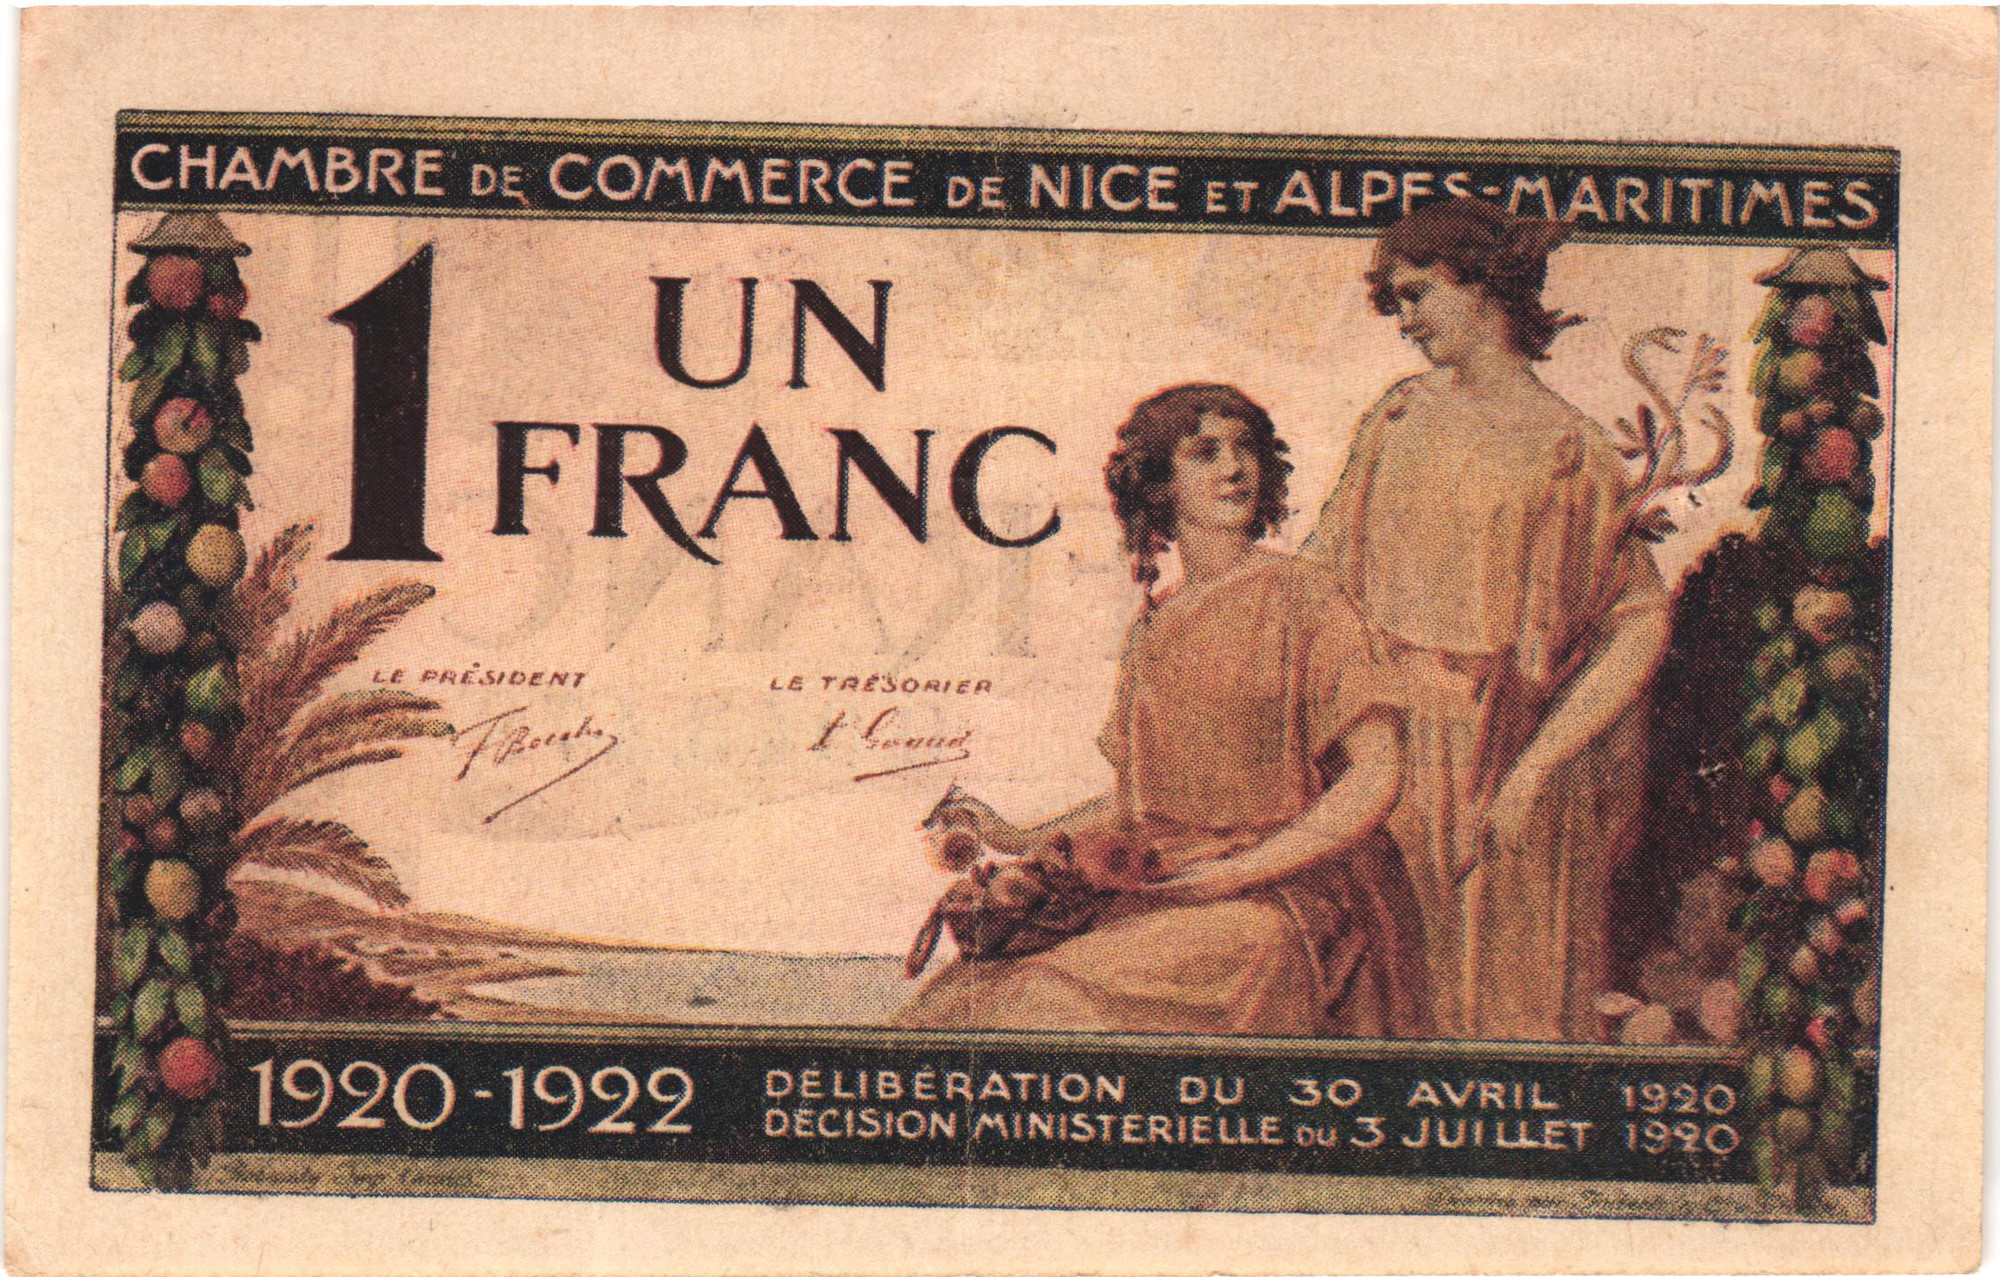 CHAMBRE DE COMMERCE DE NICE ET ALPES-MARITIMES
1
UN
FRANC
LE PRÉSIDENT
LE TRÉSORIER
1920-1922
DÉLIBÉRATION DU 30 AVRIL 1920
DÉCISION MINISTERIELLE DU 3 JUILLET 1920